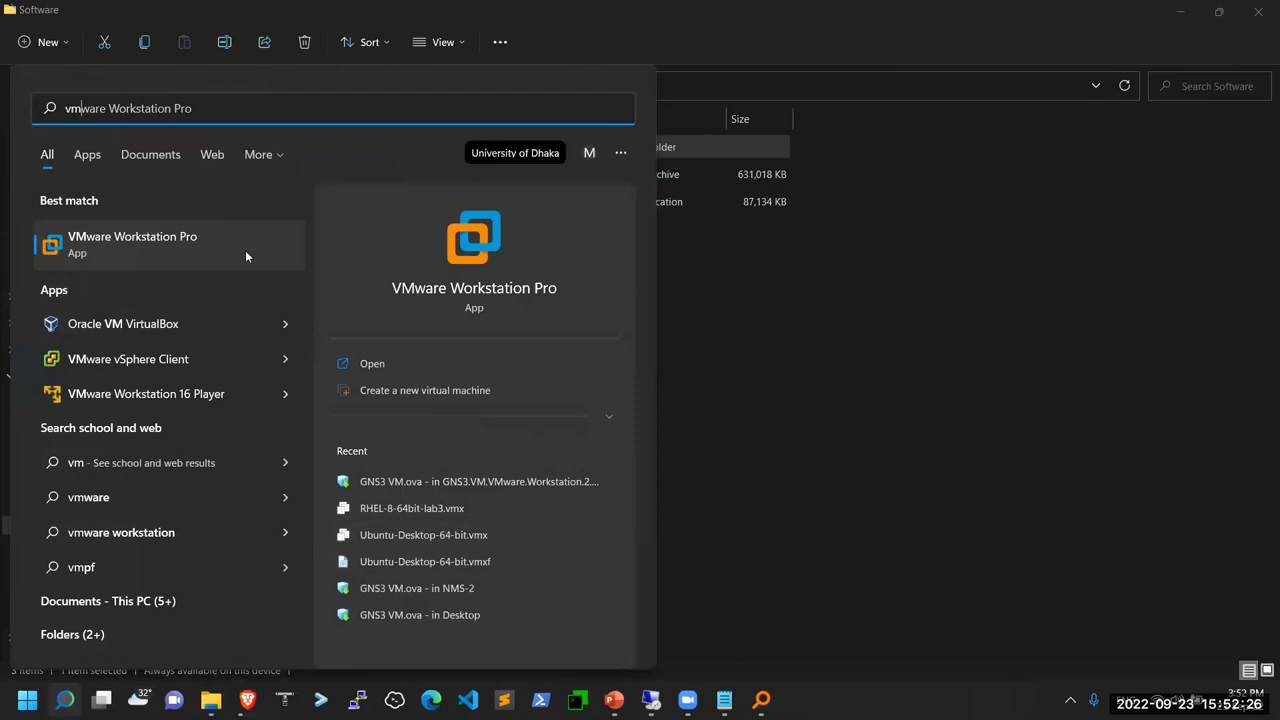 Software
New
Sort
View
vmware Workstation Pro
Search Software
All
Apps
Documents
Web
More
University of Dhaka
M
Size
Best match
older
VMware Workstation Pro
App
chive
631,018 KB
cation
87,134 KB
Apps
VMware Workstation Pro
App
Oracle VM VirtualBox
VMware vSphere Client
VMware Workstation 16 Player
Open
Create a new virtual machine
Search school and web
Recent
vm - See school and web results
vmware
vmware workstation
vmpf
GNS3 VM.ova - in GNS3.VM.VMware.Workstation.2....
RHEL-8-64bit-lab3.vmx
Ubuntu-Desktop-64-bit.vmx
Ubuntu-Desktop-64-bit.vmxf
GNS3 VM.ova - in NMS-2
GNS3 VM.ova - in Desktop
Documents - This PC (5+)
Folders (2+)
3 items
1 item selected
Always available on this device
32°
3:52 PM
2022-09-23 15:52:26